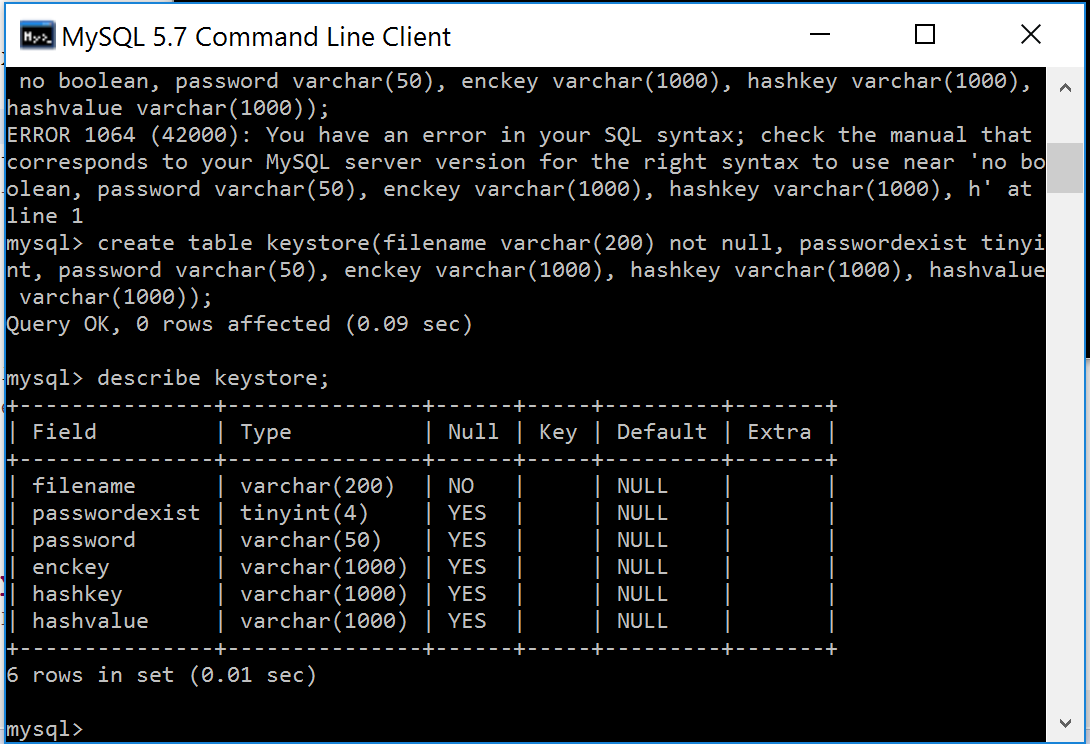 MySQL 5.7 Command Line Client
no boolean, password varchar(50), enckey varchar(1000), hashkey varchar(1000),
hashvalue varchar(1000));
ERROR 1064 (42000): You have an error in your SQL syntax; check the manual that
corresponds to your MySQL server version for the right syntax to use near 'no bo
olean, password varchar(50), enckey varchar(1000), hashkey varchar(1000), h' at
line 1
mysql> create table keystore(filename varchar(200) not null, passwordexist tinyi
nt, password varchar(50), enckey varchar(1000), hashkey varchar(1000), hashvalue
 varchar(1000));
Query OK, 0 rows affected (0.09 sec)

mysql> describe keystore;
+---------------+---------------+------+-----+---------+-------+
| Field         | Type          | Null | Key | Default | Extra |
+---------------+---------------+------+-----+---------+-------+
| filename      | varchar(200)  | NO   |     | NULL    |       |
| passwordexist | tinyint(4)    | YES  |     | NULL    |       |
| password      | varchar(50)   | YES  |     | NULL    |       |
| enckey        | varchar(1000) | YES  |     | NULL    |       |
| hashkey       | varchar(1000) | YES  |     | NULL    |       |
| hashvalue     | varchar(1000) | YES  |     | NULL    |       |
+---------------+---------------+------+-----+---------+-------+
6 rows in set (0.01 sec)

mysql>